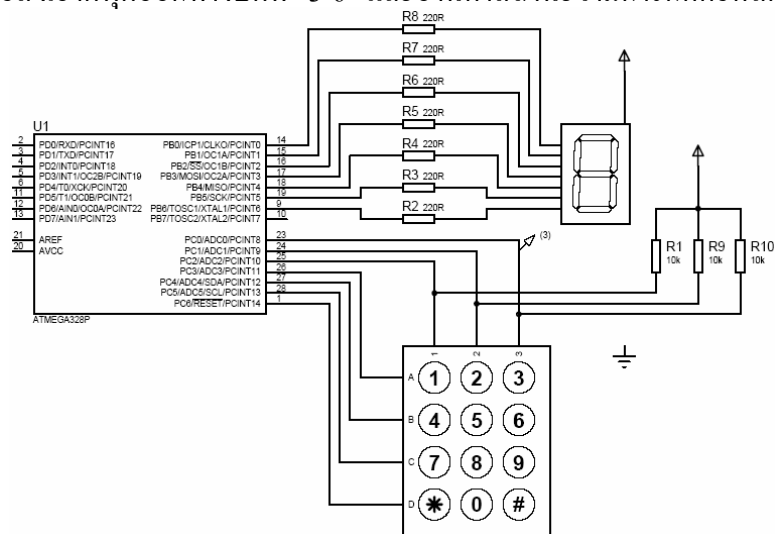 R8 220R
R7 220R
R6 220R
R5 220R
R4 220R
R3 220R
R2 220R
U1
2 PD0/RXD/PCINT16 PB0/ICP1/CLKO/PCINT0 14
3 PD1/TXD/PCINT17 PB1/OC1A/PCINT1 15
4 PD2/INT0/PCINT18 PB2/SS/OC1B/PCINT2 16
5 PD3/INT1/OC2B/PCINT19 PB3/MOSI/OC2A/PCINT3 17
6 PD4/T0/XCK/PCINT20 PB4/MISO/PCINT4 18
11 PD5/T1/OC0B/PCINT21 PB5/SCK/PCINT5 19
12 PD6/AIN0/OC0A/PCINT22 PB6/TOSC1/XTAL1/PCINT6 9
13 PD7/AIN1/PCINT23 PB7/TOSC2/XTAL2/PCINT7 10
21 AREF PC0/ADC0/PCINT8 23
20 AVCC PC1/ADC1/PCINT9 24
PC2/ADC2/PCINT10 25
PC3/ADC3/PCINT11 26
PC4/ADC4/SDA/PCINT12 27
PC5/ADC5/SCL/PCINT13 28
PC6/RESET/PCINT14 1
ATMEGA328P
(3)
R1 R9 R10
10k 10k 10k
1 2 3
A 1 2 3
B 4 5 6
C 7 8 9
D * 0 #